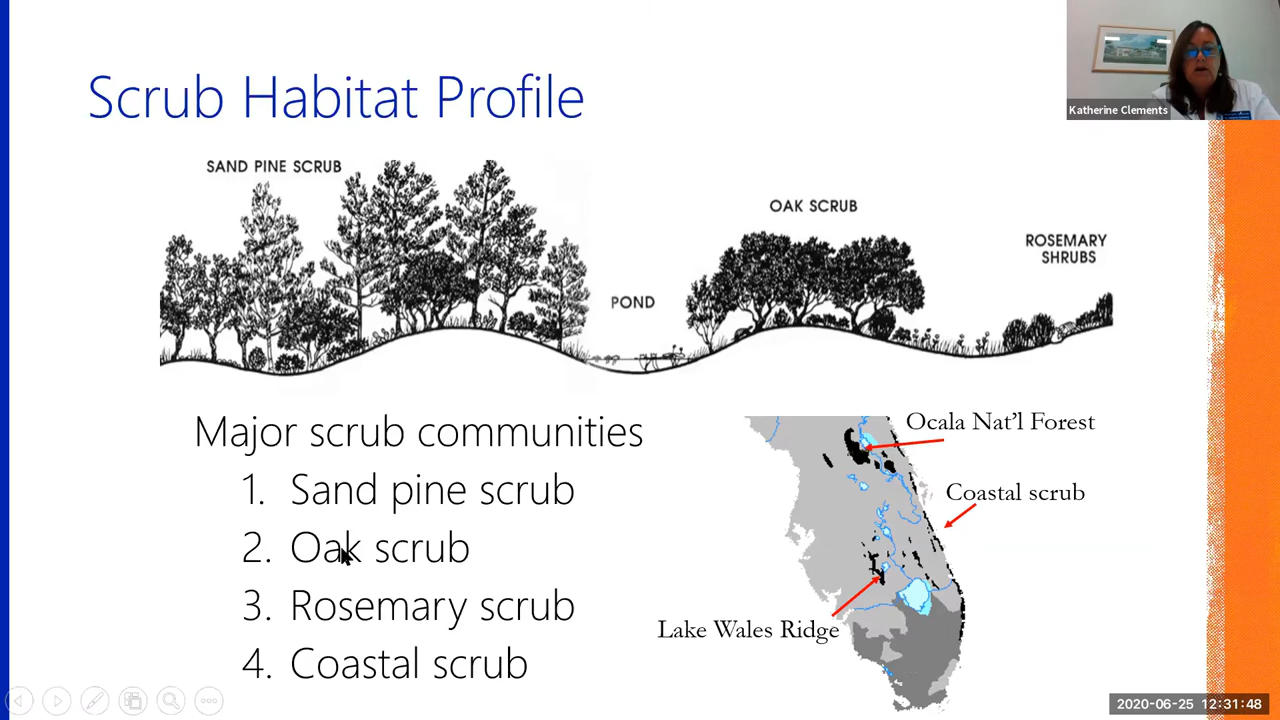 Scrub Habitat Profile
Katherine Clements
SAND PINE SCRUB
OAK SCRUB
ROSEMARY
SHRUBS
POND
Major scrub communities
1. Sand pine scrub
2. Oak scrub
3. Rosemary scrub
4. Coastal scrub
Ocala Nat'l Forest
Coastal scrub
Lake Wales Ridge
2020-06-25 12:31:48